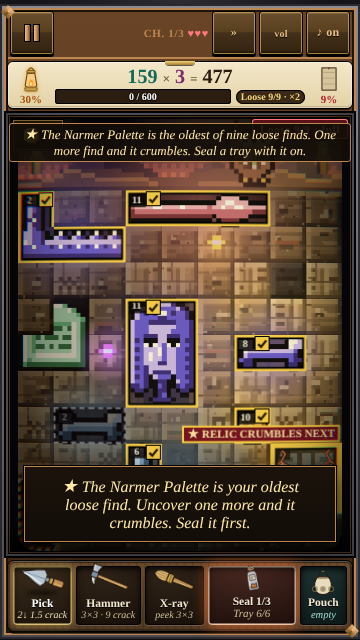 CH. 1/3 ♥♥♥
»
vol
♪ on
159 × 3 = 477
30%
0 / 600
Loose 9/9 · ×2
9%
★ The Narmer Palette is the oldest of nine loose finds. One
more find and it crumbles. Seal a tray with it on.
2
11
11
8
2
10
★ RELIC CRUMBLES NEXT
6
★ The Narmer Palette is your oldest
loose find. Uncover one more and it
crumbles. Seal it first.
Pick
2↓ 1.5 crack
Hammer
3×3 · 9 crack
X-ray
peek 3×3
Seal 1/3
Tray 6/6
Pouch
empty